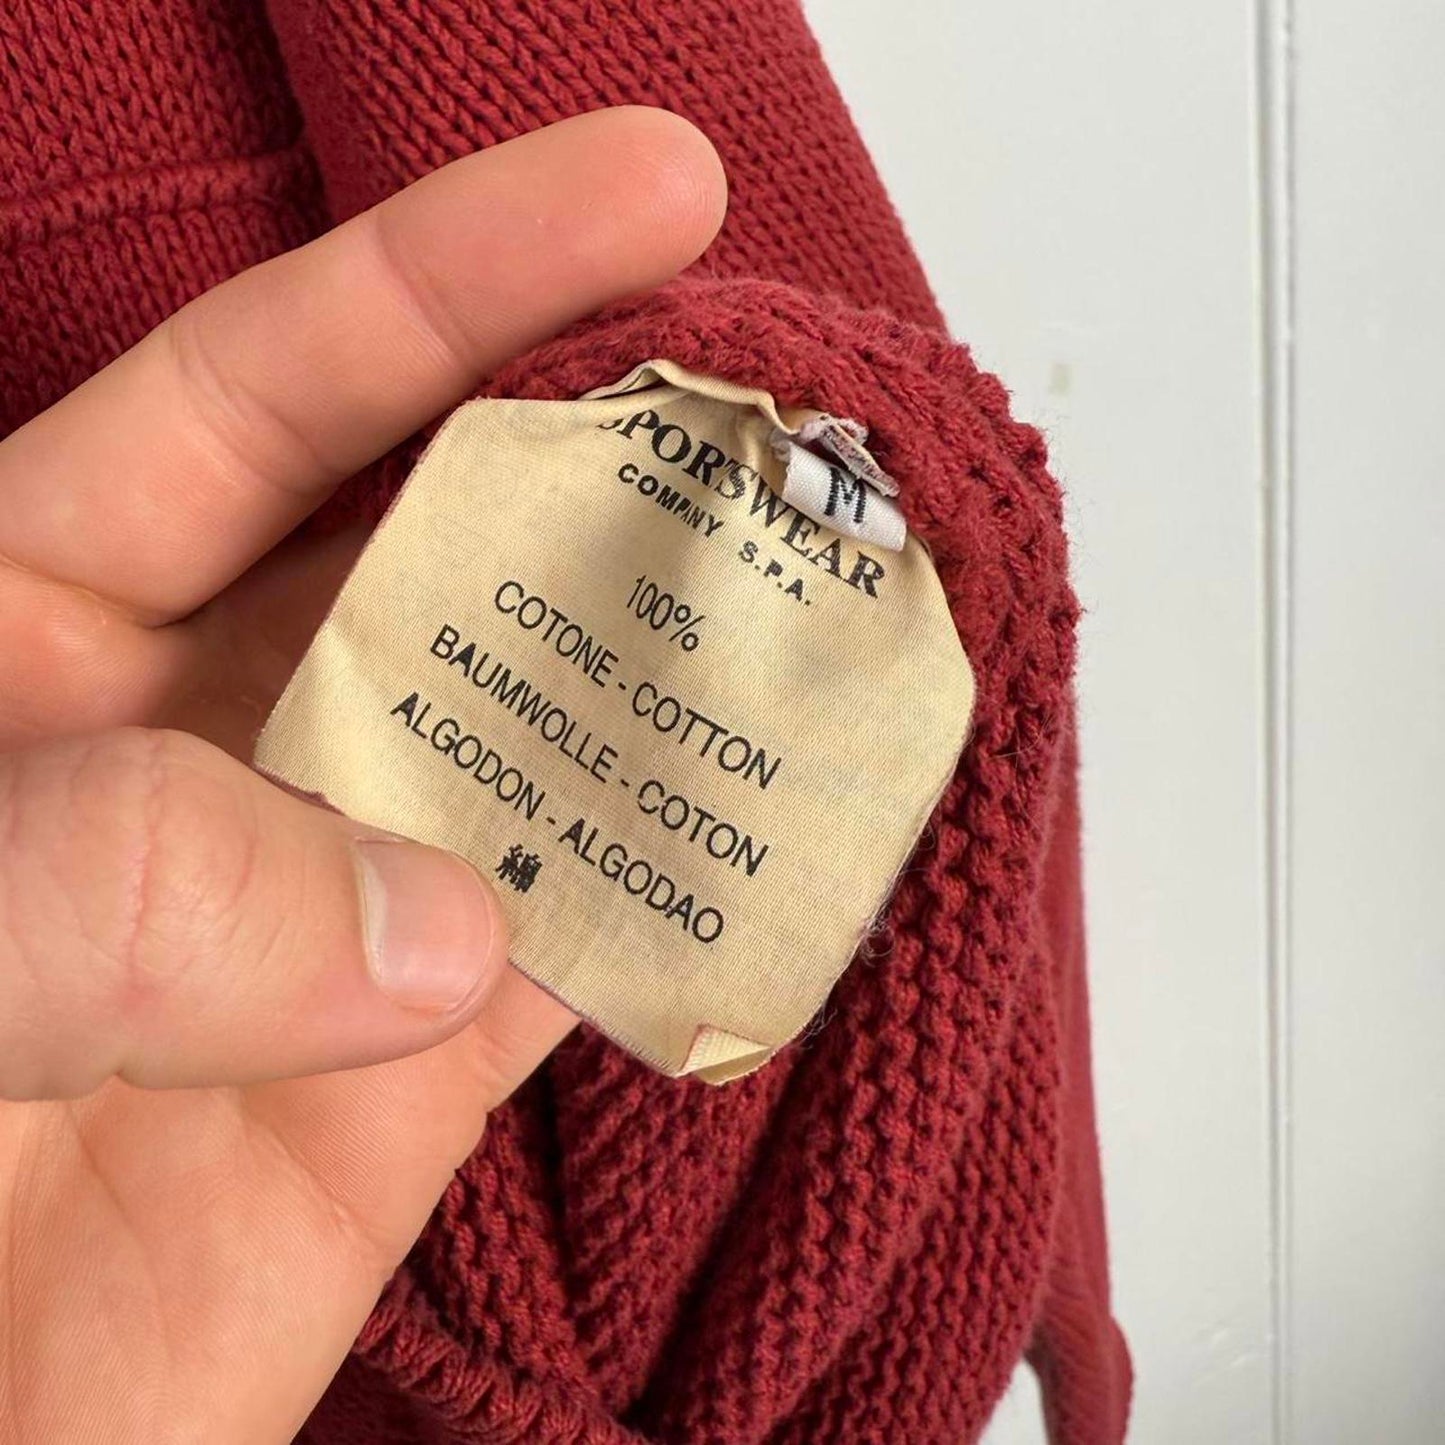 SPORTSWEAR
COMPANY S.P.A.
M
100%
COTONE - COTTON
BAUMWOLLE - COTON
ALGODON - ALGODAO
綿